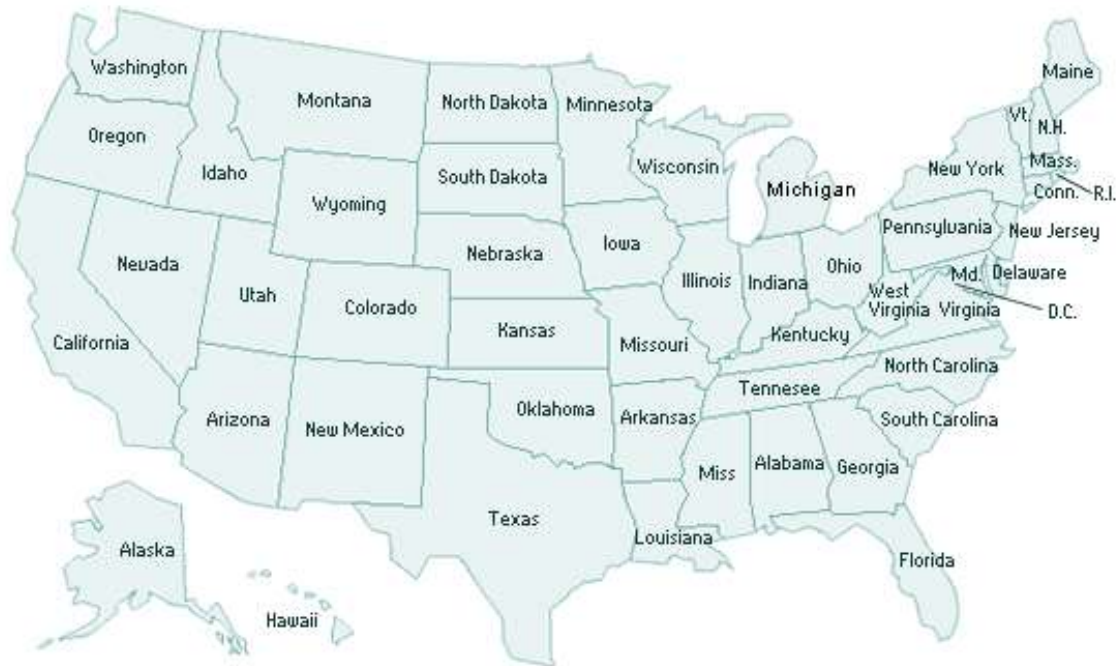 Washington
Montana
North Dakota
Minnesota
Maine
Oregon
Idaho
Wyoming
South Dakota
Wisconsin
Michigan
New York
Vt.
N.H.
Mass.
Conn.
R.I.
Nevada
Utah
Colorado
Nebraska
Iowa
Illinois
Indiana
Ohio
Pennsylvania
New Jersey
Md.
Delaware
D.C.
West
Virginia
Virginia
California
Kansas
Missouri
Kentucky
Arizona
New Mexico
Oklahoma
Arkansas
Tennesee
North Carolina
South Carolina
Texas
Louisiana
Miss
Alabama
Georgia
Florida
Alaska
Hawaii